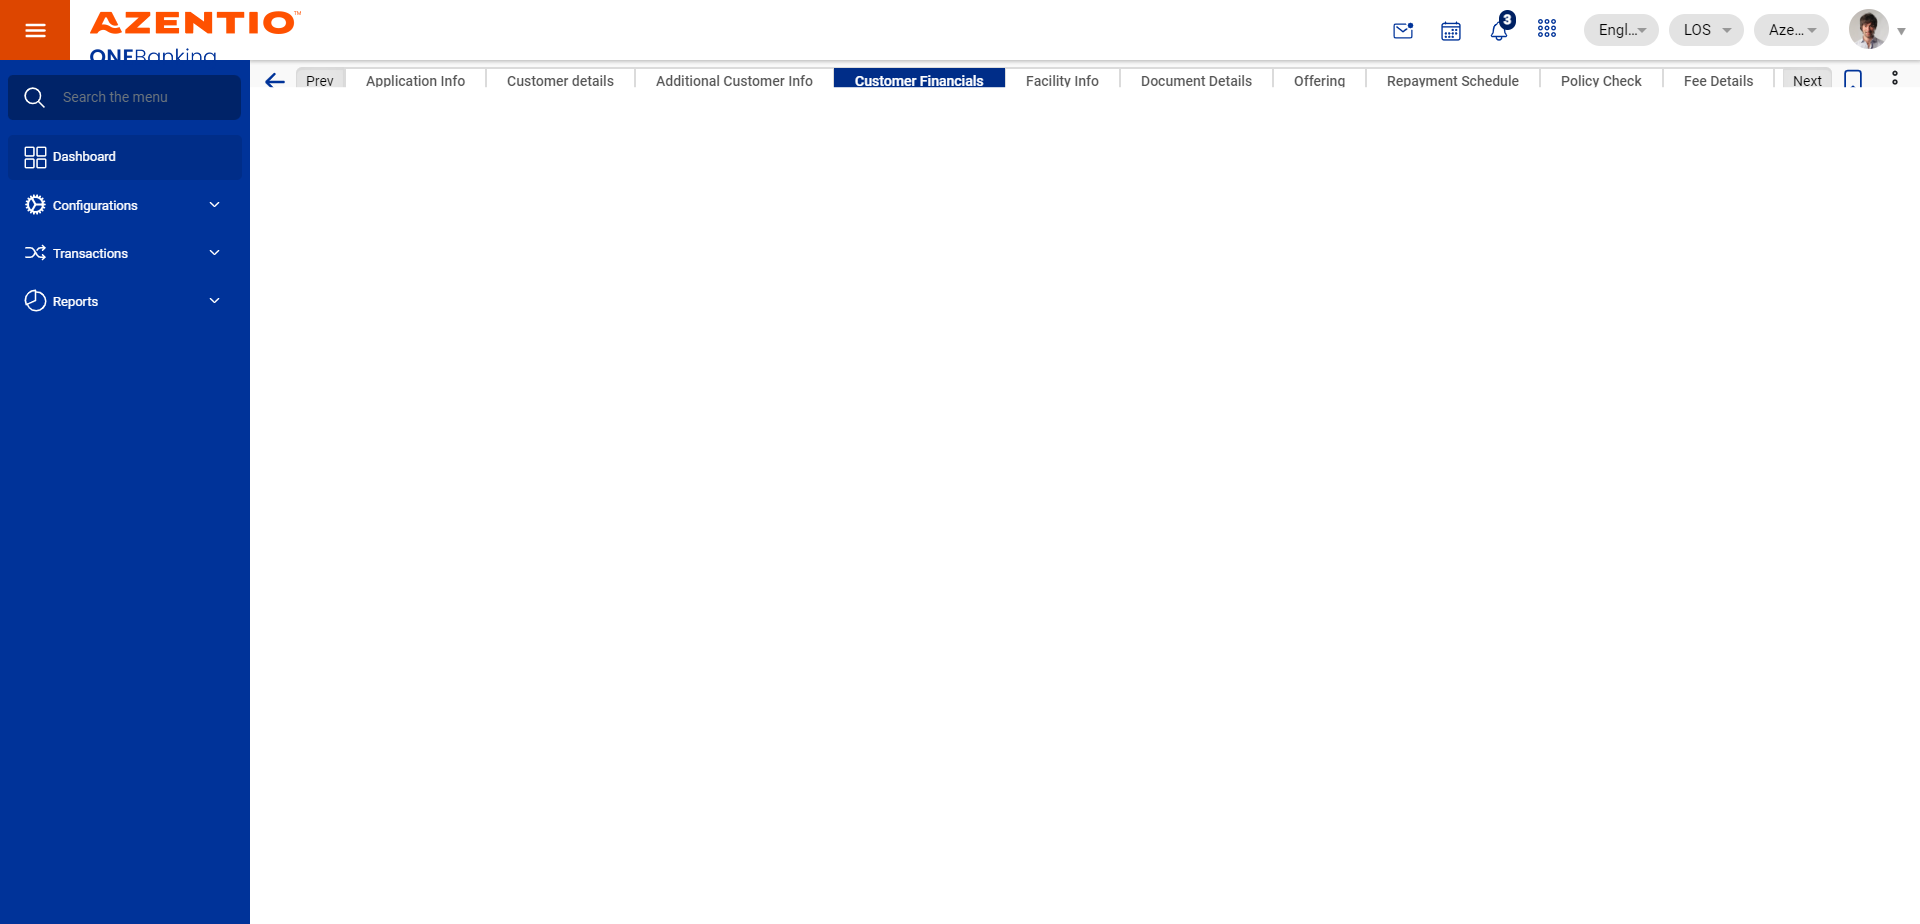 AZENTIO™
ONEBanking
3
Engl...
LOS
Aze...
Search the menu
Dashboard
Configurations
Transactions
Reports
Prev
Application Info
Customer details
Additional Customer Info
Customer Financials
Facility Info
Document Details
Offering
Repayment Schedule
Policy Check
Fee Details
Next